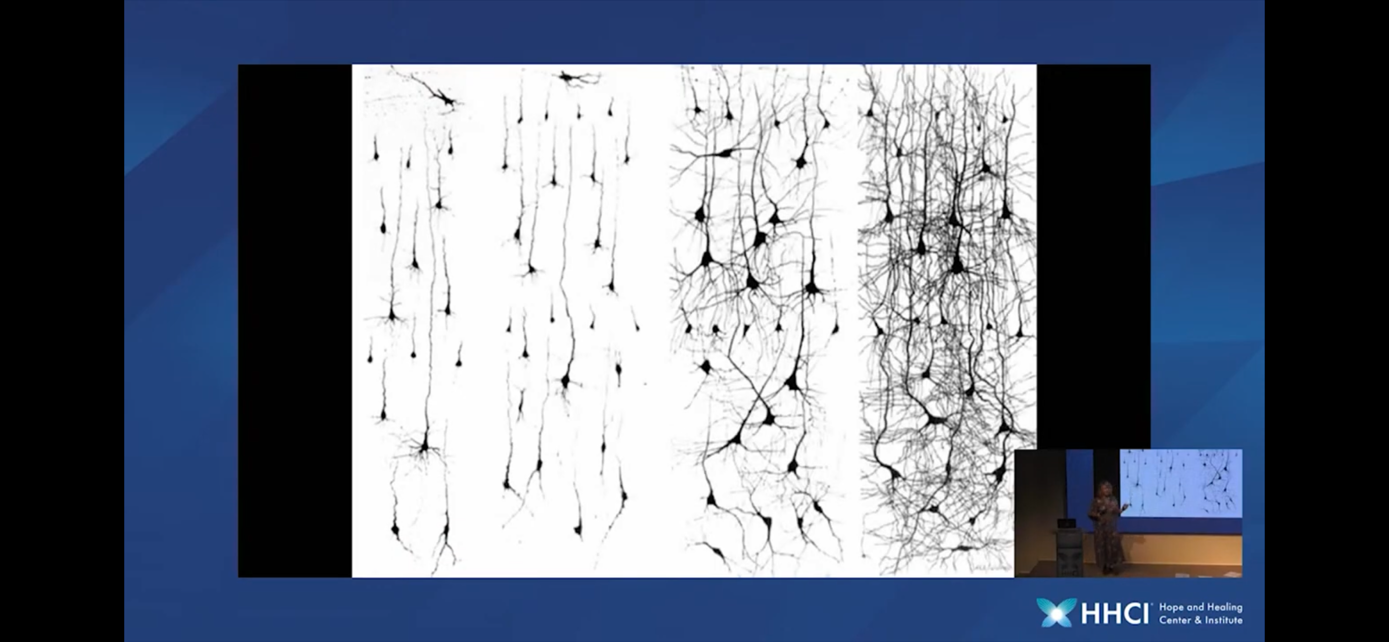 HHCI
Hope and Healing
Center & Institute